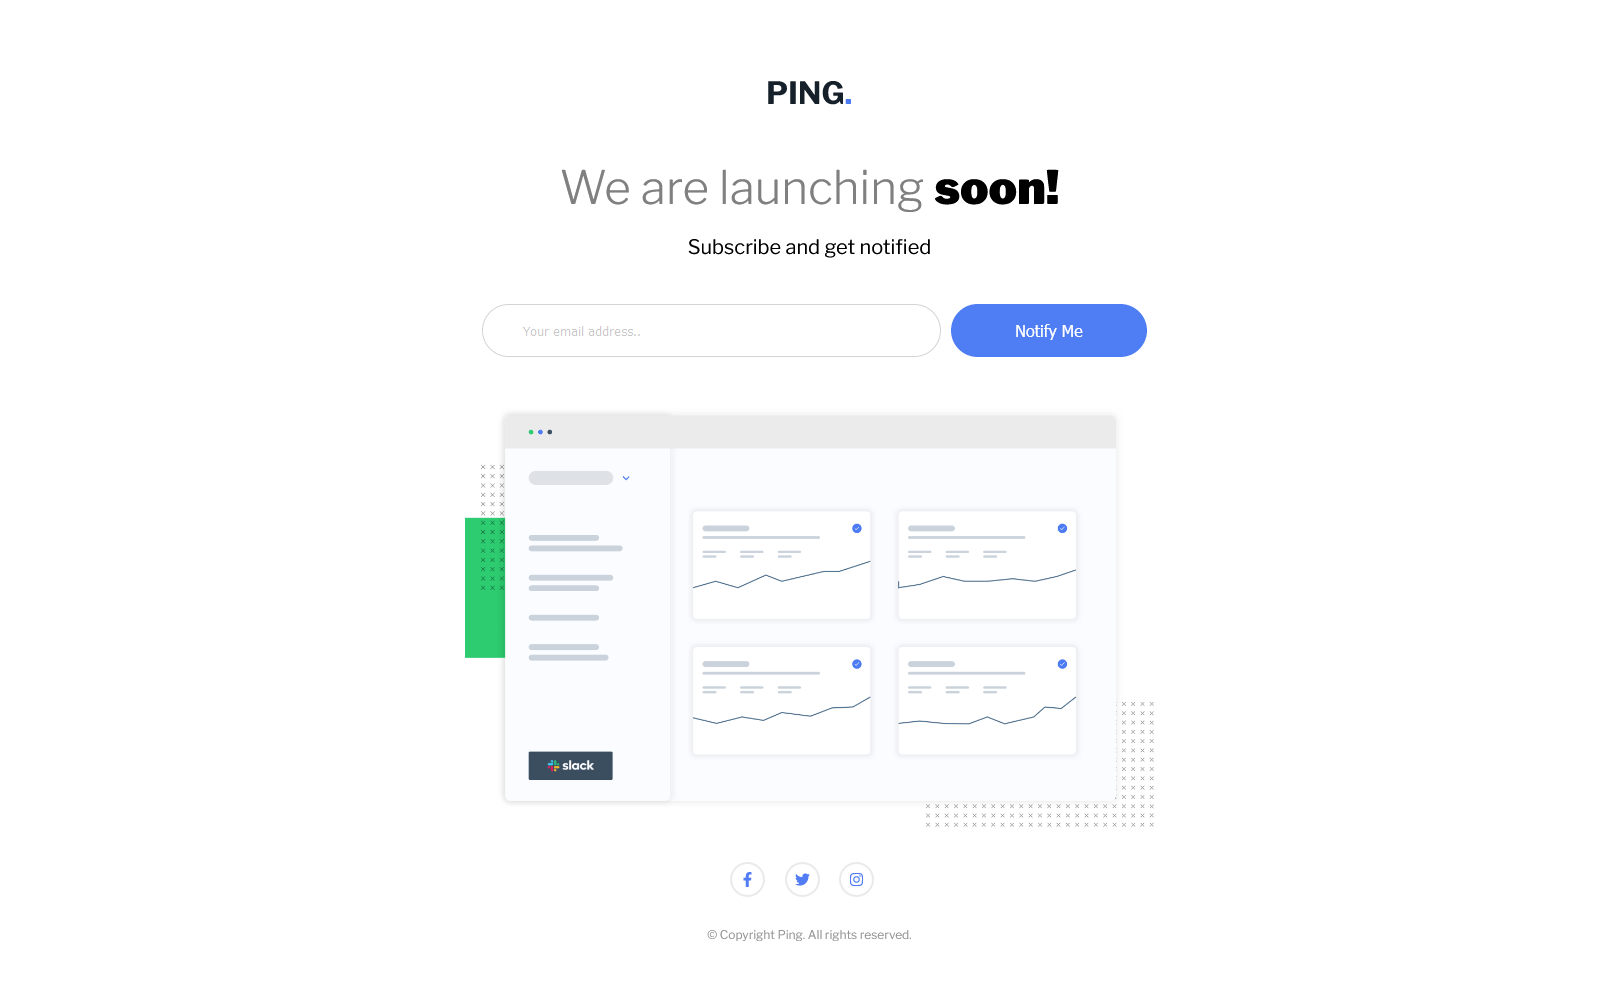 PING.
We are launching soon!
Subscribe and get notified
Your email address..
Notify Me
slack
© Copyright Ping. All rights reserved.